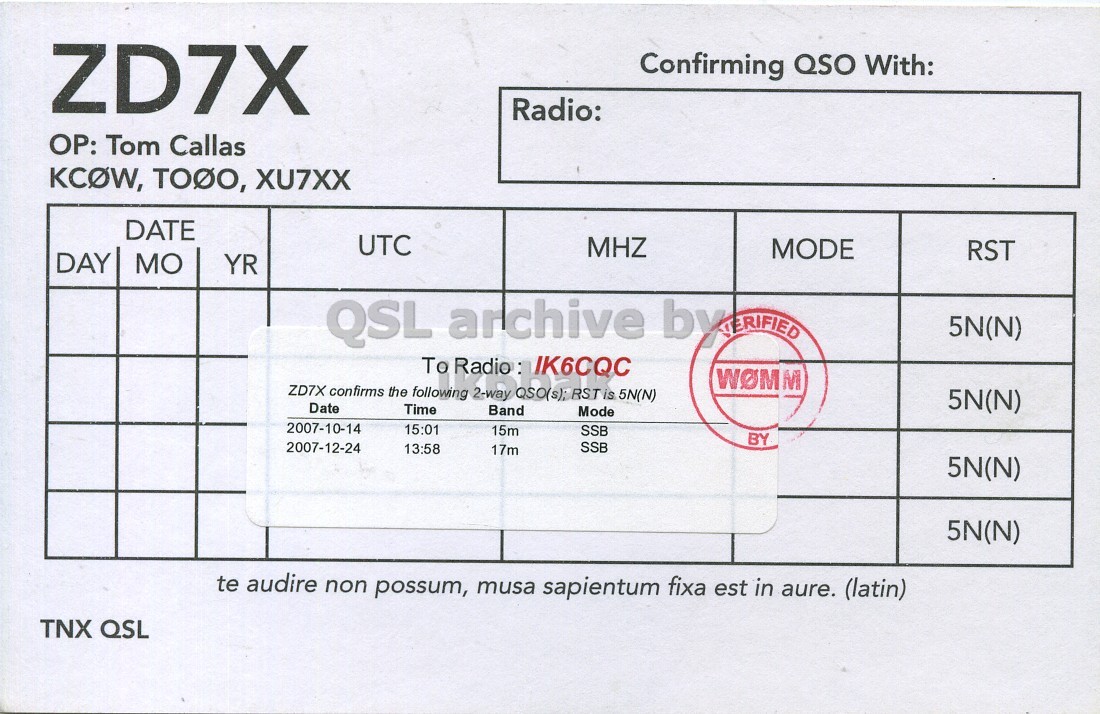 ZD7X
OP: Tom Callas
KCØW, TOØO, XU7XX
Confirming QSO With:
Radio:
DATE
DAY MO YR UTC MHZ MODE RST
5N(N)
5N(N)
5N(N)
5N(N)
QSL archive by
ik6bak
To Radio : IK6CQC
ZD7X confirms the following 2-way QSO(s); RST is 5N(N)
Date Time Band Mode
2007-10-14 15:01 15m SSB
2007-12-24 13:58 17m SSB
VERIFIED
WØMM
BY
te audire non possum, musa sapientum fixa est in aure. (latin)
TNX QSL